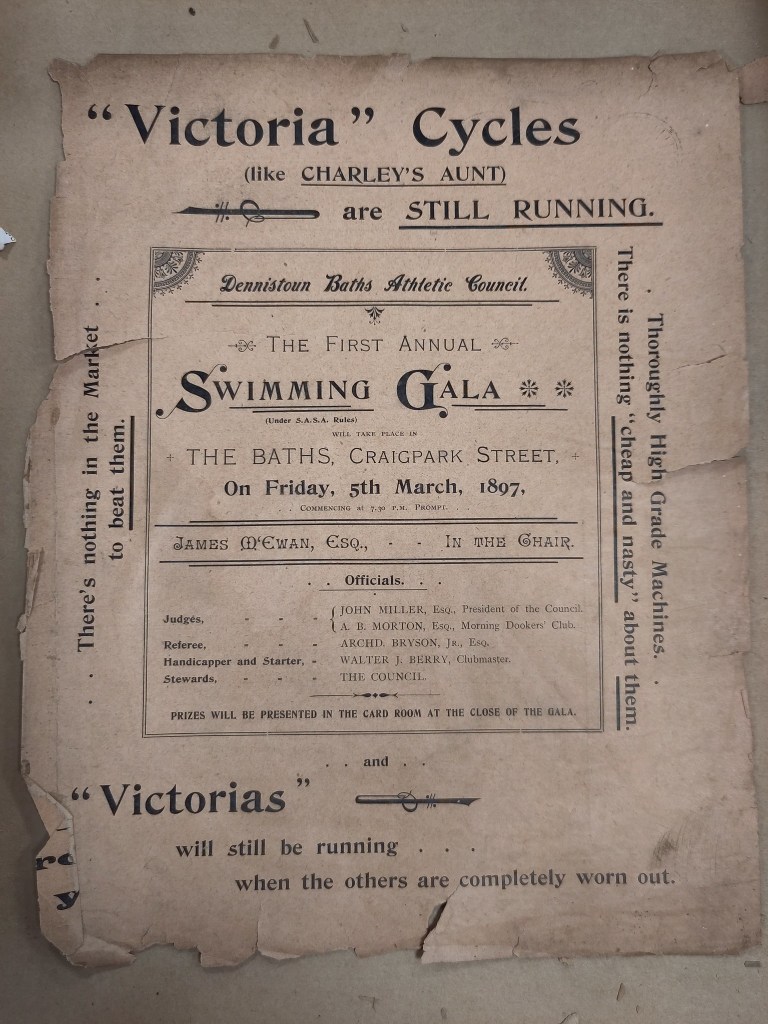 "Victoria" Cycles
(like CHARLEY'S AUNT)
are STILL RUNNING.
. . There's nothing in the Market . .
to beat them.
Dennistoun Baths Athletic Council.
THE FIRST ANNUAL
SWIMMING GALA
(Under S.A.S.A. Rules)
WILL TAKE PLACE IN
THE BATHS, CRAIGPARK STREET,
On Friday, 5th March, 1897,
. . COMMENCING at 7.30 P.M. PROMPT. . .
JAMES M'EWAN, ESQ., - - IN THE CHAIR.
. . Officials. . .
Judges, - - - { JOHN MILLER, Esq., President of the Council.
A. B. MORTON, Esq., Morning Dookers' Club.
Referee, - - - ARCHD. BRYSON, Jr., Esq.
Handicapper and Starter, - WALTER J. BERRY, Clubmaster.
Stewards, - - - THE COUNCIL.
PRIZES WILL BE PRESENTED IN THE CARD ROOM AT THE CLOSE OF THE GALA.
. Thoroughly High Grade Machines. .
There is nothing "cheap and nasty" about them.
. . and . .
"Victorias"
will still be running . . .
when the others are completely worn out.